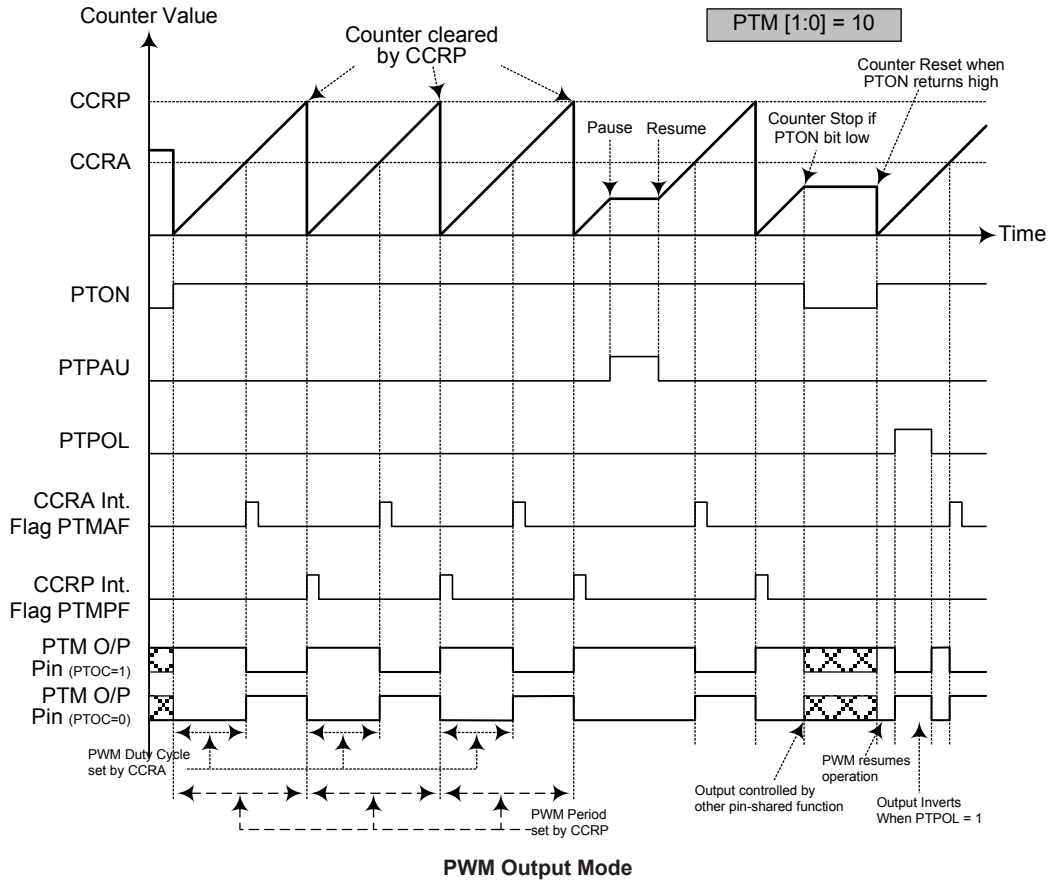 Counter Value
PTM [1:0] = 10
Counter cleared
by CCRP
Counter Reset when
PTON returns high
CCRP
Counter Stop if
PTON bit low
Pause
Resume
CCRA
Time
PTON
PTPAU
PTPOL
CCRA Int.
Flag PTMAF
CCRP Int.
Flag PTMPF
PTM O/P
Pin (PTOC=1)
PTM O/P
Pin (PTOC=0)
PWM Duty Cycle
set by CCRA
PWM resumes
operation
Output controlled by
other pin-shared function
Output Inverts
When PTPOL = 1
PWM Period
set by CCRP
PWM Output Mode